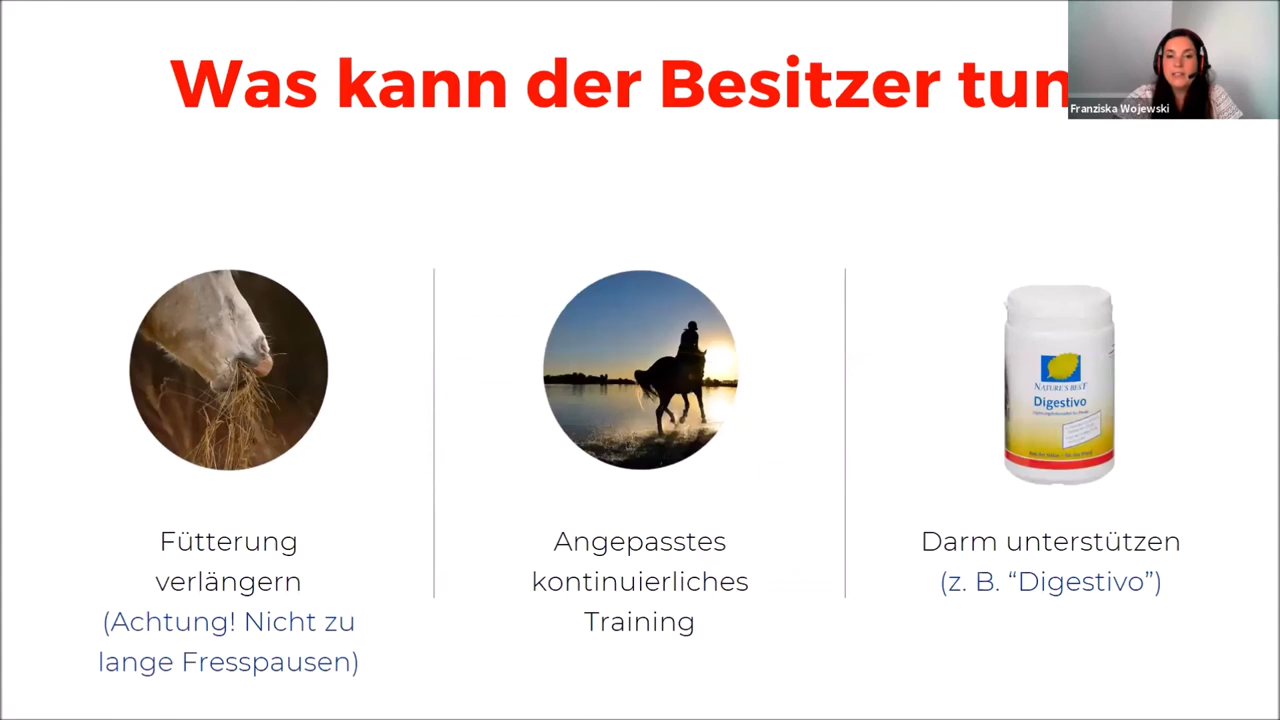 Was kann der Besitzer tun
Franziska Wojewski
NATURE'S BEST
Digestivo
Fütterung
verlängern
(Achtung! Nicht zu
lange Fresspausen)
Angepasstes
kontinuierliches
Training
Darm unterstützen
(z. B. “Digestivo”)